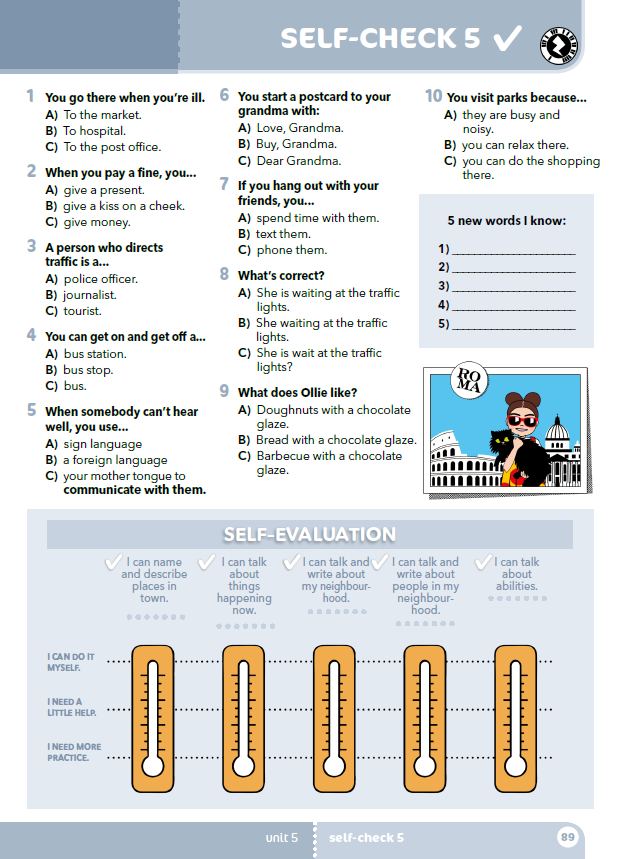 SELF-CHECK 5
1 You go there when you're ill.
A) To the market.
B) To hospital.
C) To the post office.
2 When you pay a fine, you...
A) give a present.
B) give a kiss on a cheek.
C) give money.
3 A person who directs
traffic is a...
A) police officer.
B) journalist.
C) tourist.
4 You can get on and get off a...
A) bus station.
B) bus stop.
C) bus.
5 When somebody can't hear
well, you use...
A) sign language
B) a foreign language
C) your mother tongue to
communicate with them.
6 You start a postcard to your
grandma with:
A) Love, Grandma.
B) Buy, Grandma.
C) Dear Grandma.
7 If you hang out with your
friends, you...
A) spend time with them.
B) text them.
C) phone them.
8 What's correct?
A) She is waiting at the traffic
lights.
B) She waiting at the traffic
lights.
C) She is wait at the traffic
lights?
9 What does Ollie like?
A) Doughnuts with a chocolate
glaze.
B) Bread with a chocolate glaze.
C) Barbecue with a chocolate
glaze.
10 You visit parks because...
A) they are busy and
noisy.
B) you can relax there.
C) you can do the shopping
there.
5 new words I know:
1)
2)
3)
4)
5)
RO
MA
SELF-EVALUATION
I can name
and describe
places in
town.
I can talk
about
things
happening
now.
I can talk and
write about
my neighbour-
hood.
I can talk and
write about
people in my
neighbour-
hood.
I can talk
about
abilities.
I CAN DO IT
MYSELF.
I NEED A
LITTLE HELP.
I NEED MORE
PRACTICE.
unit 5
self-check 5
89